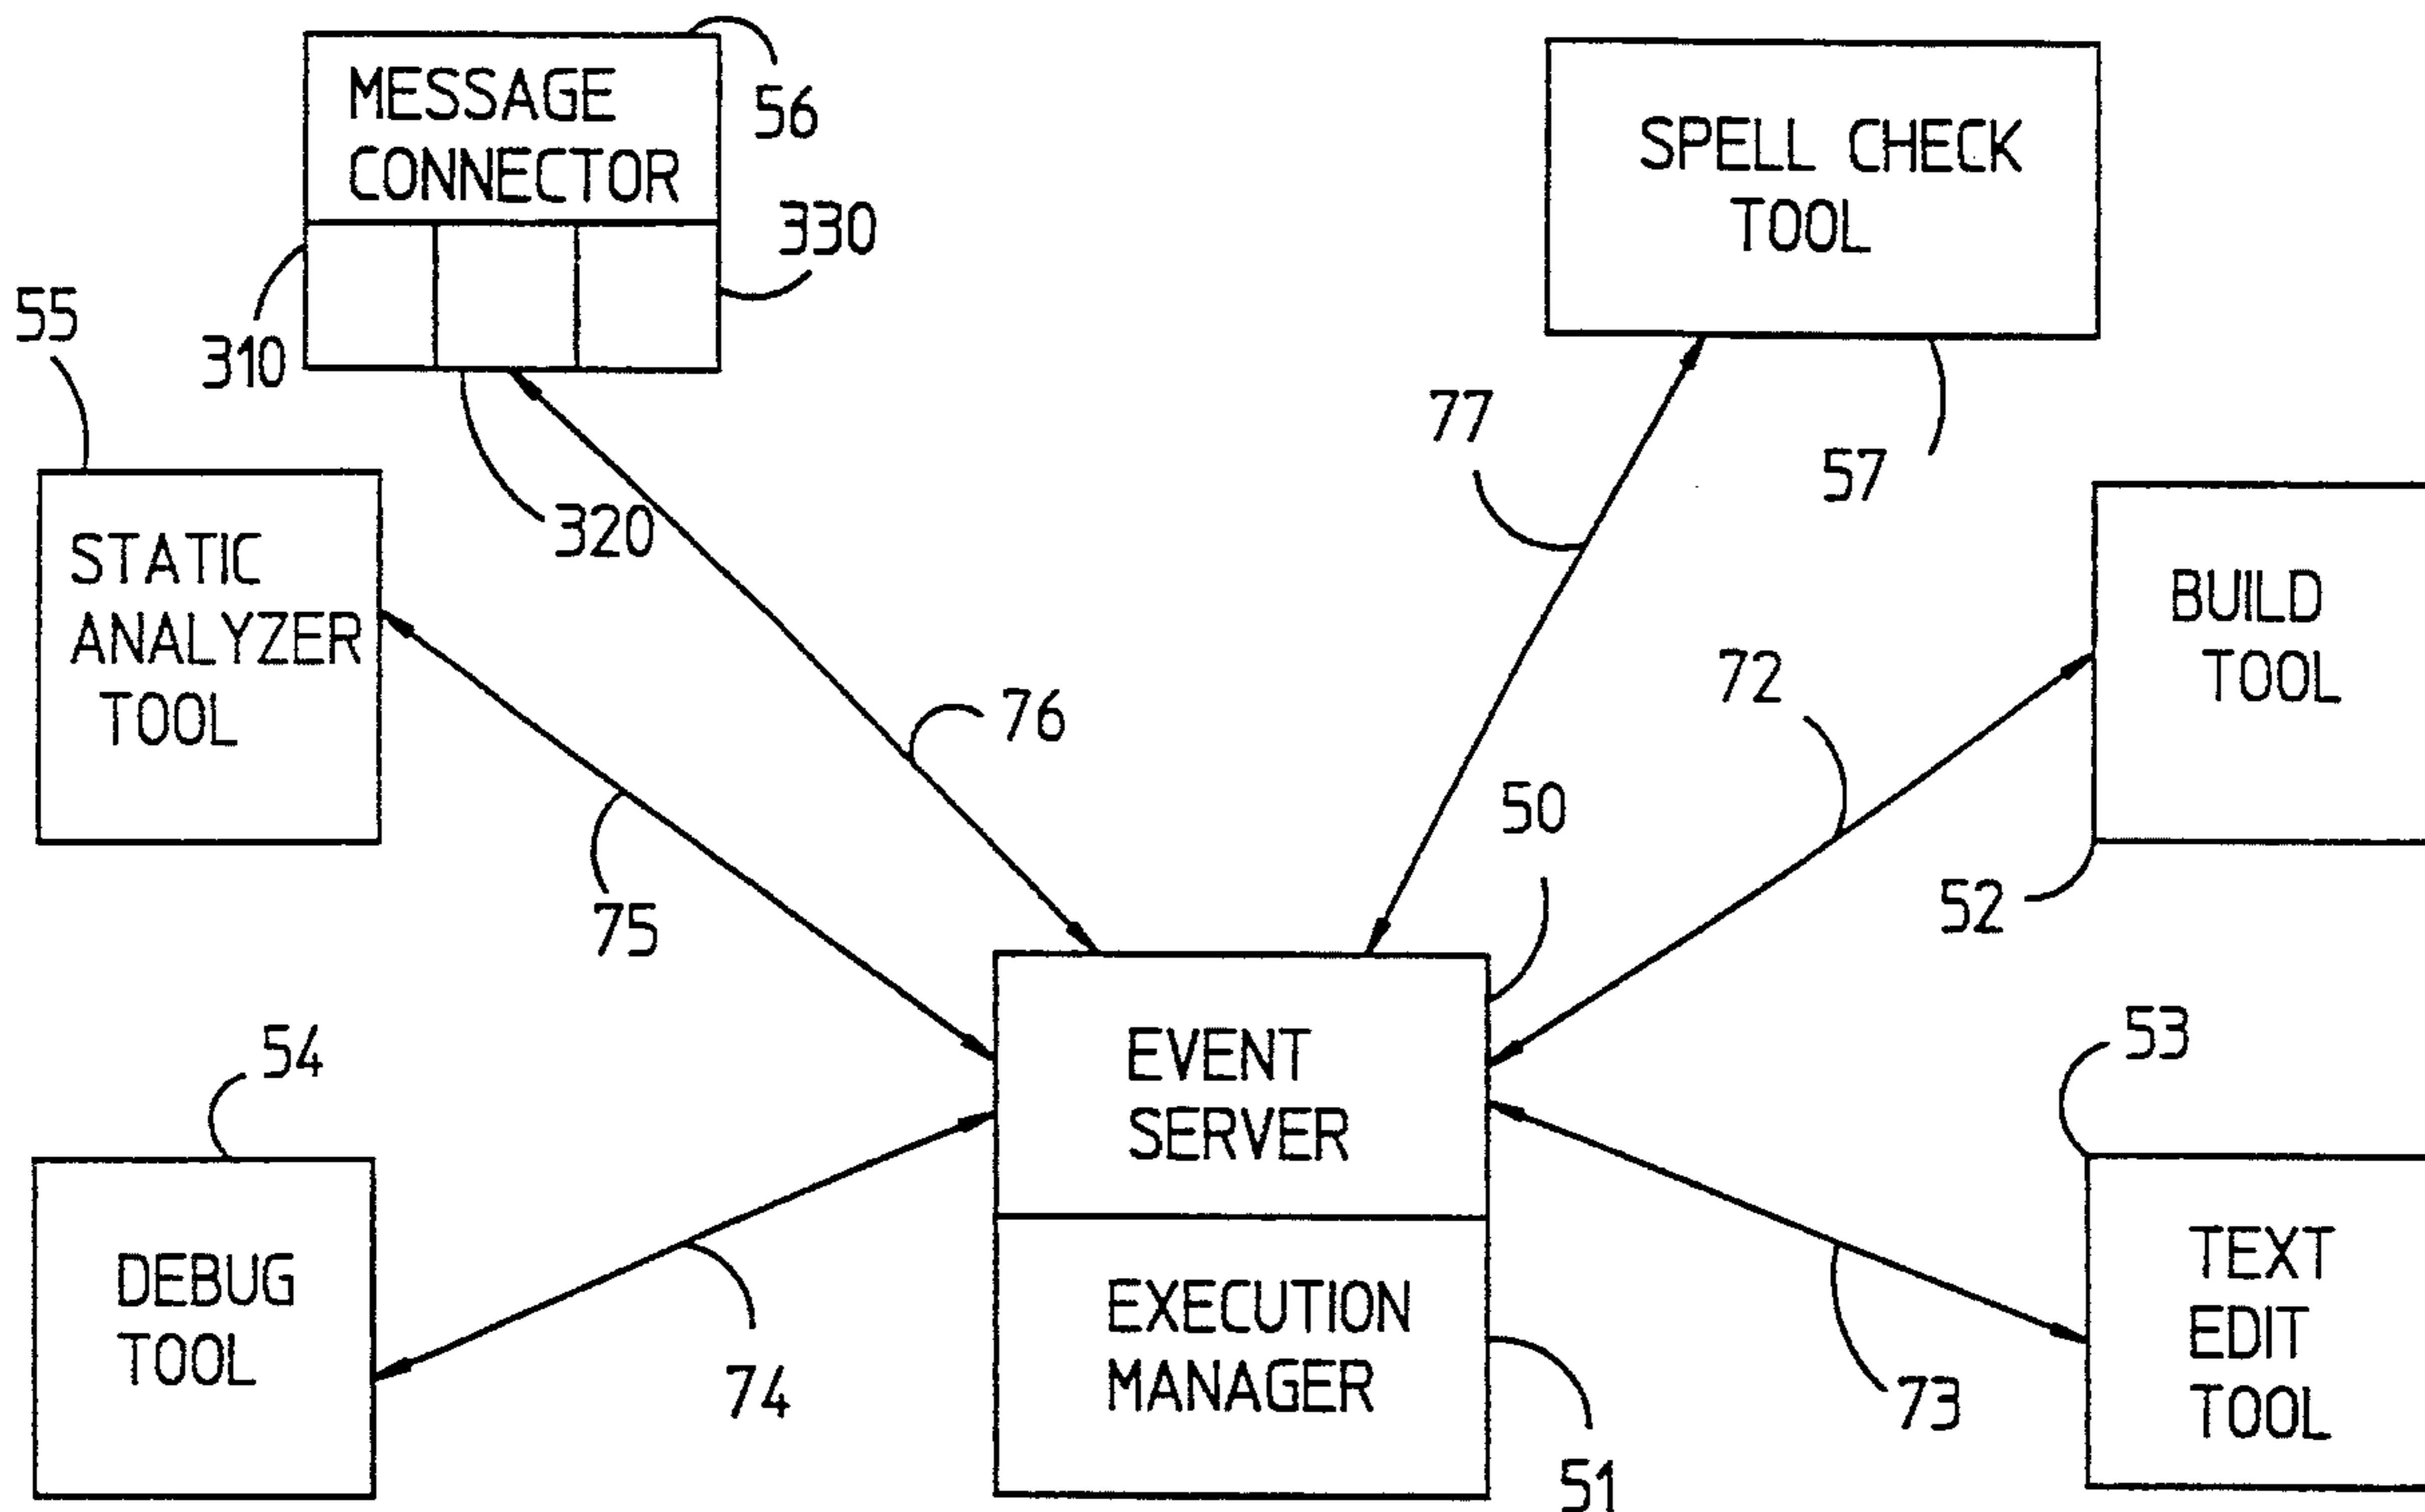 MESSAGE
CONNECTOR
56
310
320
330
SPELL CHECK
TOOL
57
77
55
STATIC
ANALYZER
TOOL
75
76
BUILD
TOOL
52
72
50
EVENT
SERVER
EXECUTION
MANAGER
51
54
DEBUG
TOOL
74
53
TEXT
EDIT
TOOL
73